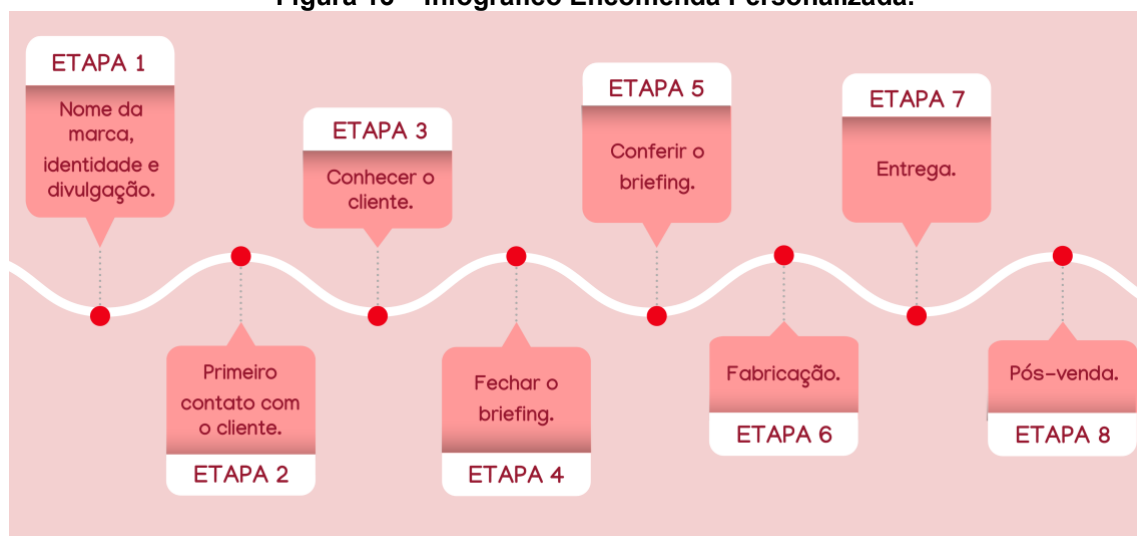 Figura 16 – Infográfico Encomenda Personalizada.
ETAPA 1
Nome da
marca,
identidade e
divulgação.
Primeiro
contato com
o cliente.
ETAPA 2
ETAPA 3
Conhecer o
cliente.
Fechar o
briefing.
ETAPA 4
ETAPA 5
Conferir o
briefing.
Fabricação.
ETAPA 6
ETAPA 7
Entrega.
Pós-venda.
ETAPA 8